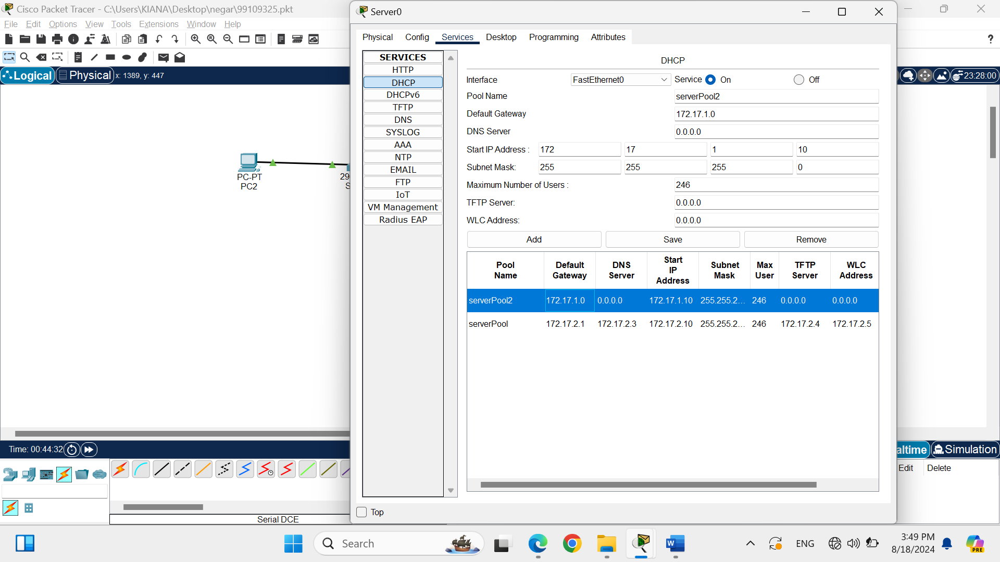 Cisco Packet Tracer - C:\Users\KIANA\Desktop\negar\99109325.pkt
File Edit Options View Tools Extensions Window Help
?
Logical Physical x: 1389, y: 447
23:28:00
PC-PT
PC2
29
S
Server0
Physical Config Services Desktop Programming Attributes
SERVICES
HTTP
DHCP
DHCPv6
TFTP
DNS
SYSLOG
AAA
NTP
EMAIL
FTP
IoT
VM Management
Radius EAP
DHCP
Interface FastEthernet0 Service On Off
Pool Name serverPool2
Default Gateway 172.17.1.0
DNS Server 0.0.0.0
Start IP Address : 172 17 1 10
Subnet Mask: 255 255 255 0
Maximum Number of Users : 246
TFTP Server: 0.0.0.0
WLC Address: 0.0.0.0
Add Save Remove
Pool Name Default Gateway DNS Server Start IP Address Subnet Mask Max User TFTP Server WLC Address
serverPool2 172.17.1.0 0.0.0.0 172.17.1.10 255.255.2... 246 0.0.0.0 0.0.0.0
serverPool 172.17.2.1 172.17.2.3 172.17.2.10 255.255.2... 246 172.17.2.4 172.17.2.5
Top
Time: 00:44:32
altime Simulation
Edit Delete
Serial DCE
Search
ENG
3:49 PM
8/18/2024
PRE